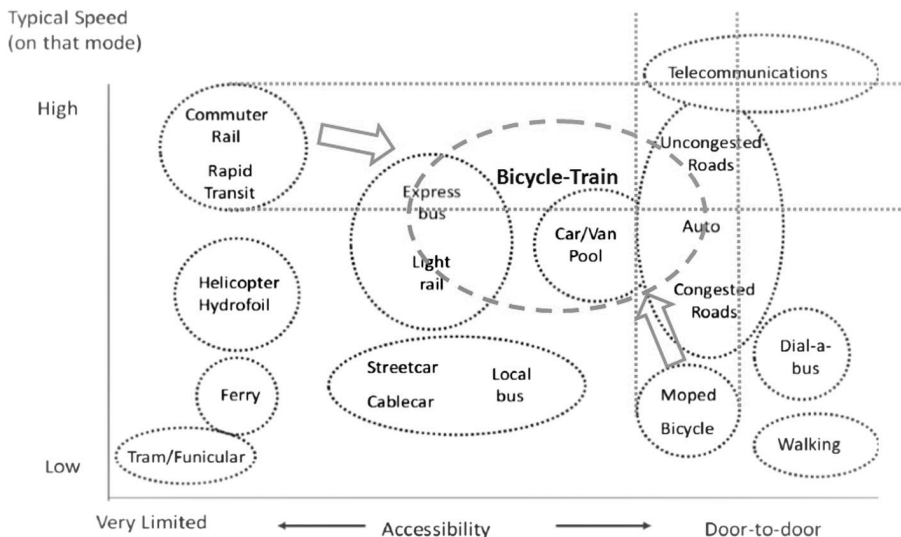 Typical Speed
(on that mode)
High
Low
Telecommunications
Commuter
Rail
Rapid
Transit
Uncongested
Roads
Bicycle-Train
Express
bus
Light
rail
Car/Van
Pool
Auto
Helicopter
Hydrofoil
Congested
Roads
Dial-a-
bus
Streetcar
Cablecar
Local
bus
Ferry
Moped
Bicycle
Tram/Funicular
Walking
Very Limited
Accessibility
Door-to-door